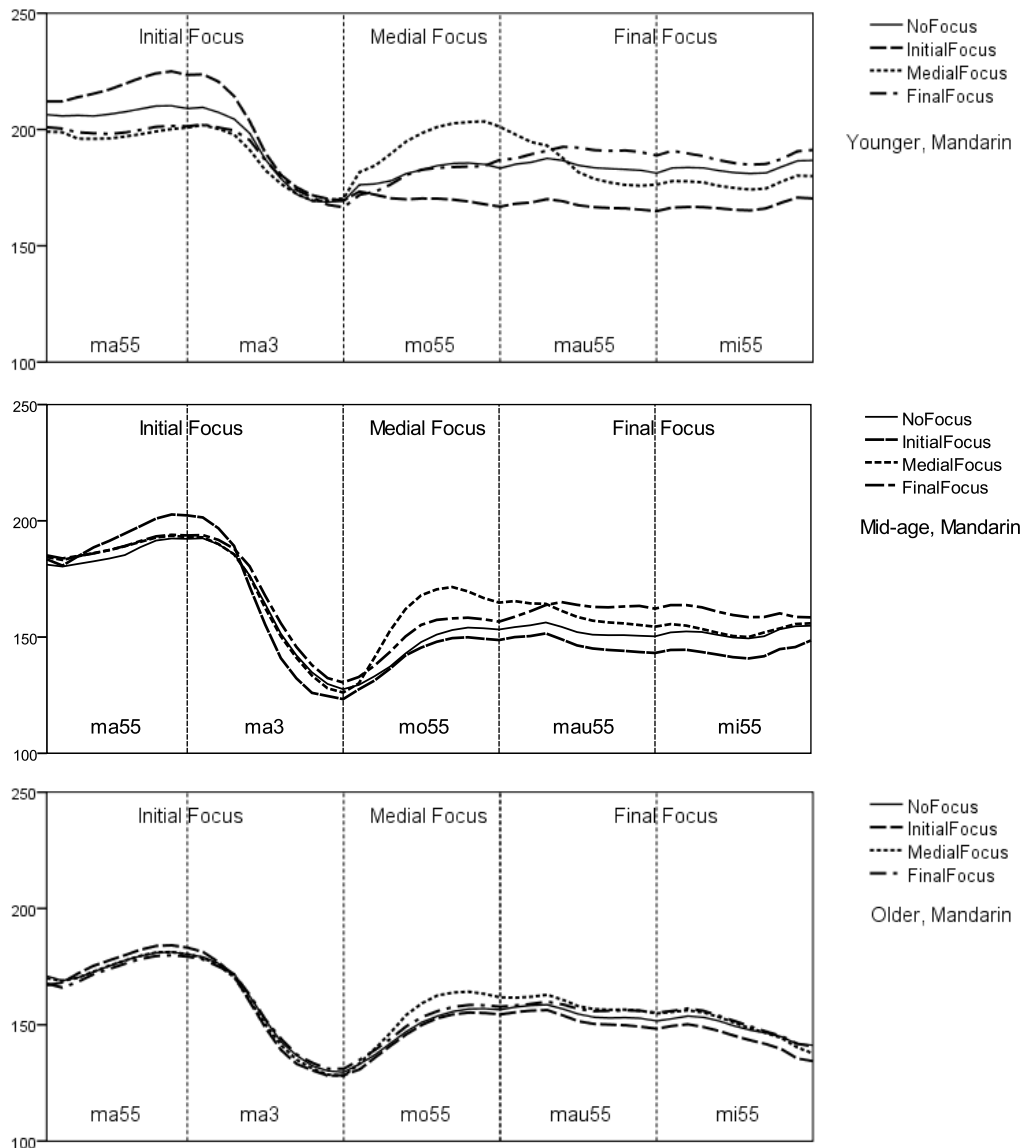 250
Initial Focus
Medial Focus
Final Focus
NoFocus
InitialFocus
MedialFocus
FinalFocus
200
Younger, Mandarin
150
ma55
ma3
mo55
mau55
mi55
100
250
Initial Focus
Medial Focus
Final Focus
NoFocus
InitialFocus
MedialFocus
FinalFocus
200
Mid-age, Mandarin
150
ma55
ma3
mo55
mau55
mi55
100
250
Initial Focus
Medial Focus
Final Focus
NoFocus
InitialFocus
MedialFocus
FinalFocus
200
Older, Mandarin
150
ma55
ma3
mo55
mau55
mi55
100